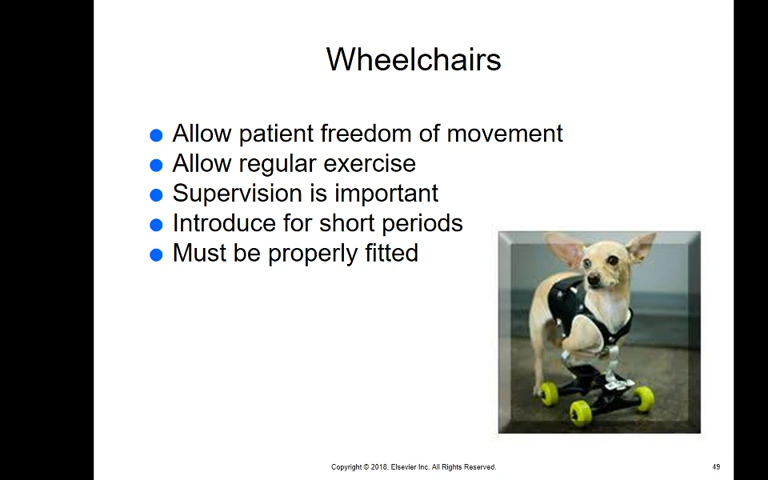 Wheelchairs
Allow patient freedom of movement
Allow regular exercise
Supervision is important
Introduce for short periods
Must be properly fitted
Copyright © 2018. Elsevier Inc. All Rights Reserved.
49